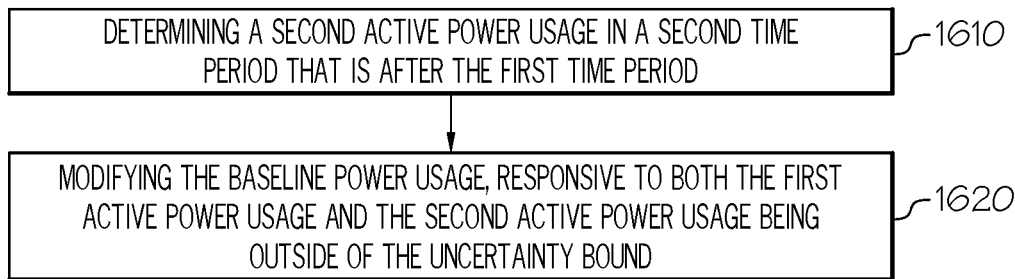 DETERMINING A SECOND ACTIVE POWER USAGE IN A SECOND TIME
PERIOD THAT IS AFTER THE FIRST TIME PERIOD
1610
MODIFYING THE BASELINE POWER USAGE, RESPONSIVE TO BOTH THE FIRST
ACTIVE POWER USAGE AND THE SECOND ACTIVE POWER USAGE BEING
OUTSIDE OF THE UNCERTAINTY BOUND
1620